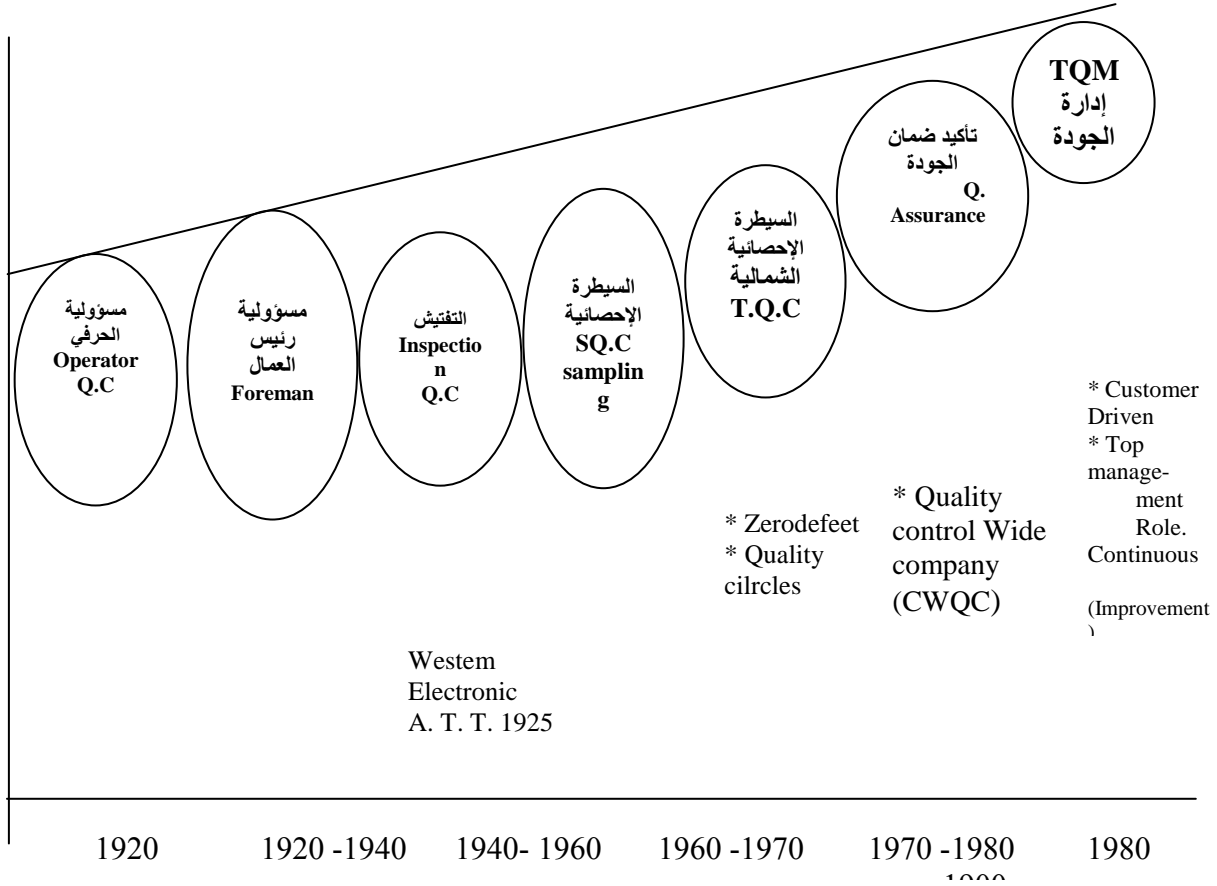 TQM
إدارة
الجودة
تأكيد ضمان
الجودة
Q.
Assurance
السيطرة
الإحصائية
الشمالية
T.Q.C
السيطرة
الإحصائية
SQ.C
samplin
g
التفتيش
Inspectio
n
Q.C
مسؤولية
رئيس
العمال
Foreman
مسؤولية
الحرفي
Operator
Q.C
* Customer
Driven
* Top
manage-
ment
Role.
Continuous
(Improvement
)
* Quality
control Wide
company
(CWQC)
* Zerodefeet
* Quality
cilrcles
Westem
Electronic
A. T. T. 1925
1920
1920 -1940
1940- 1960
1960 -1970
1970 -1980
1980